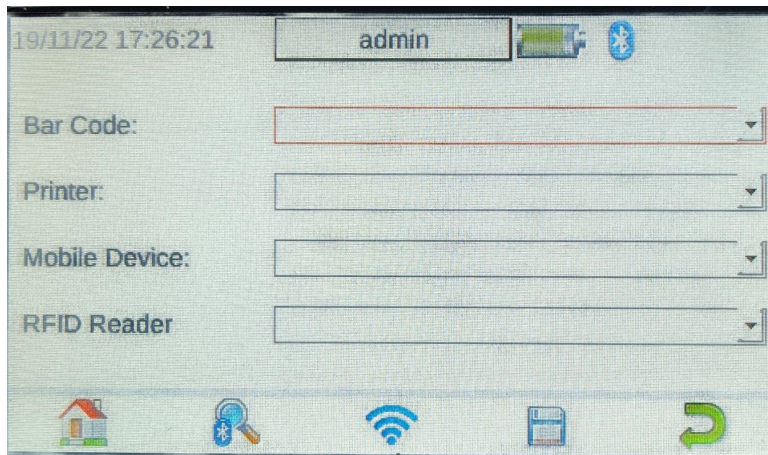 19/11/22 17:26:21 admin
Bar Code:
Printer:
Mobile Device:
RFID Reader